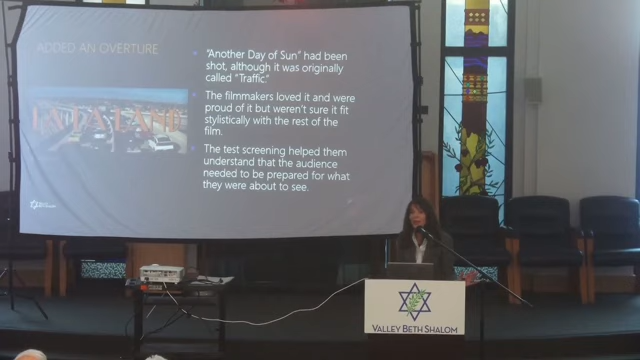 ADDED AN OVERTURE
"Another Day of Sun" had been
shot, although it was originally
called "Traffic."
The filmmakers loved it and were
proud of it but weren't sure it fit
stylistically with the rest of the
film.
The test screening helped them
understand that the audience
needed to be prepared for what
they were about to see.
LA LA LAND
VALLEY BETH SHALOM